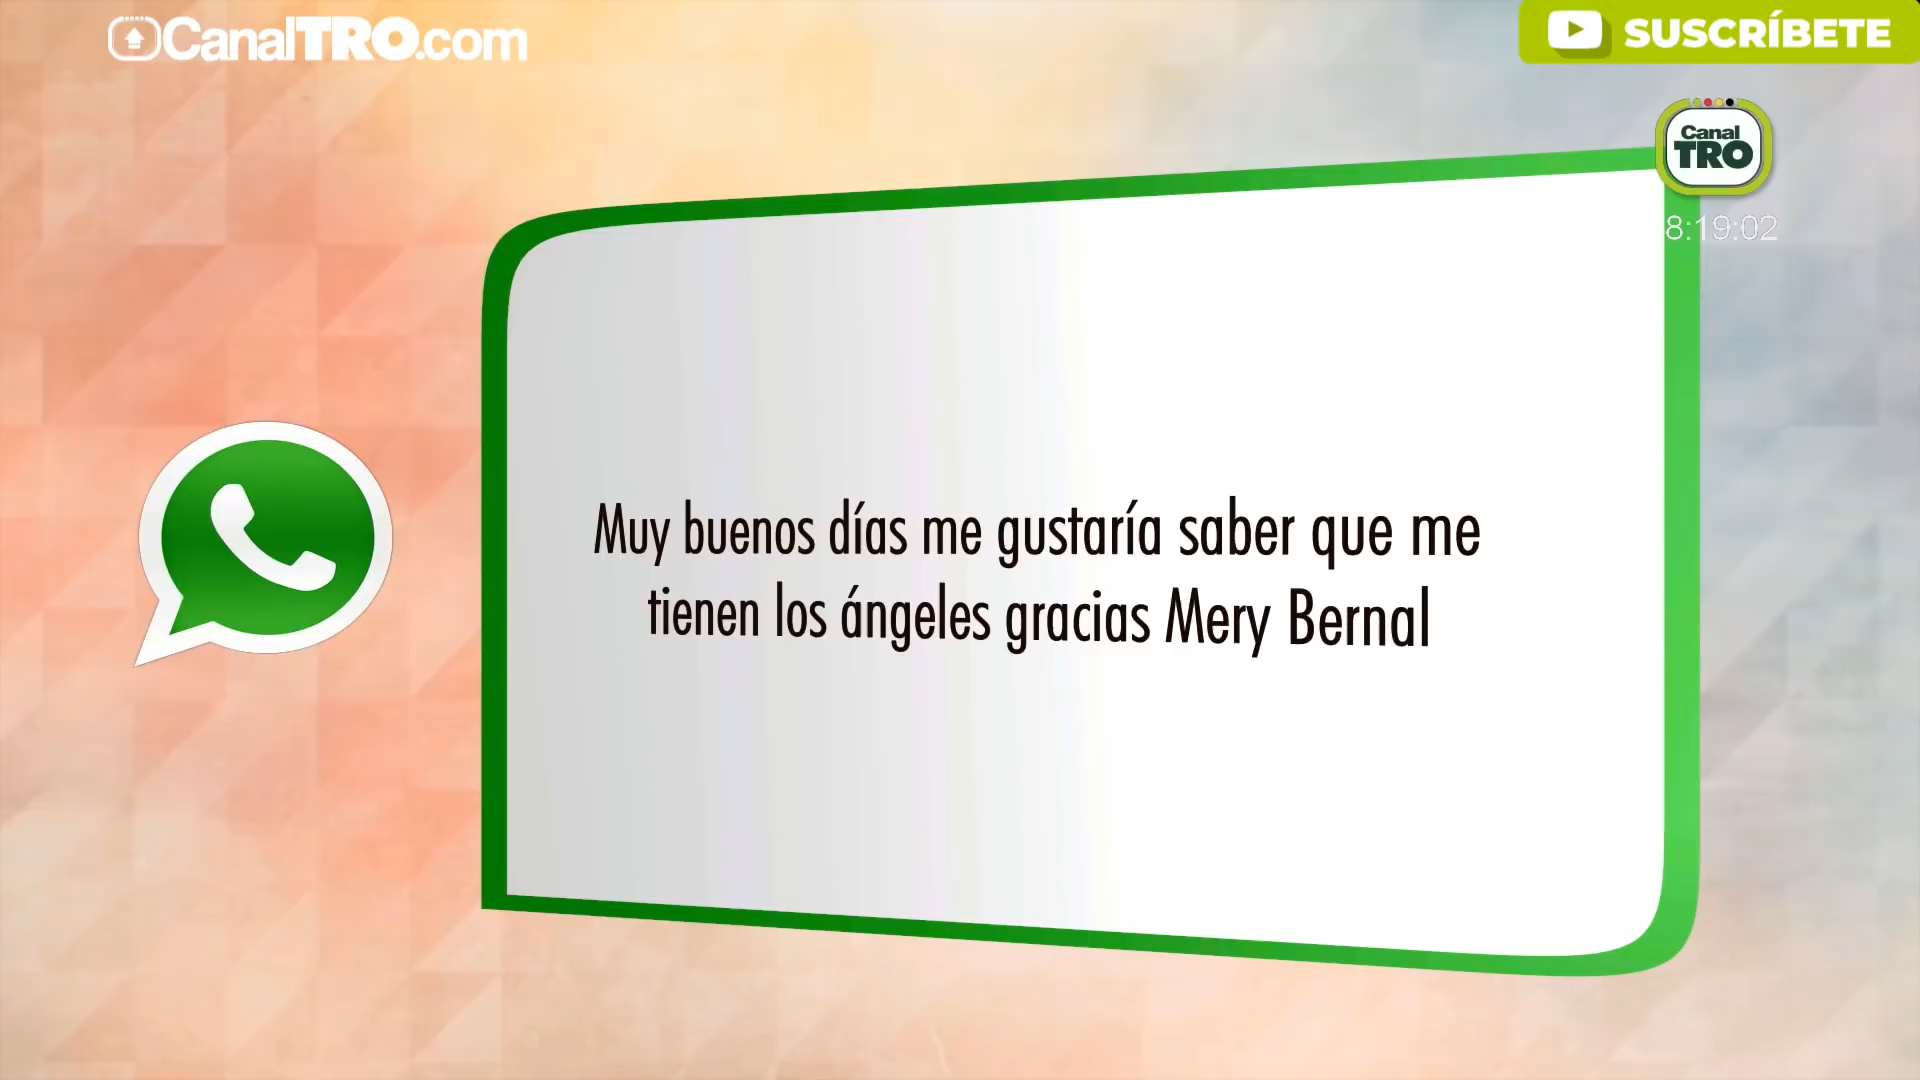 CanalTRO.com
SUSCRÍBETE
Canal
TRO
8:19:02
Muy buenos días me gustaría saber que me
tienen los ángeles gracias Mery Bernal